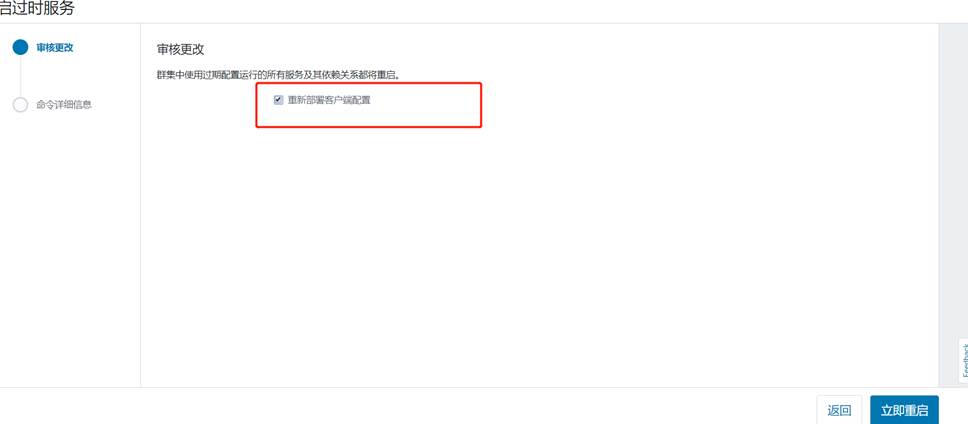 启过时服务
审核更改
审核更改
群集中使用过期配置运行的所有服务及其依赖关系都将重启。
重新部署客户端配置
命令详细信息
Feedback
返回
立即重启